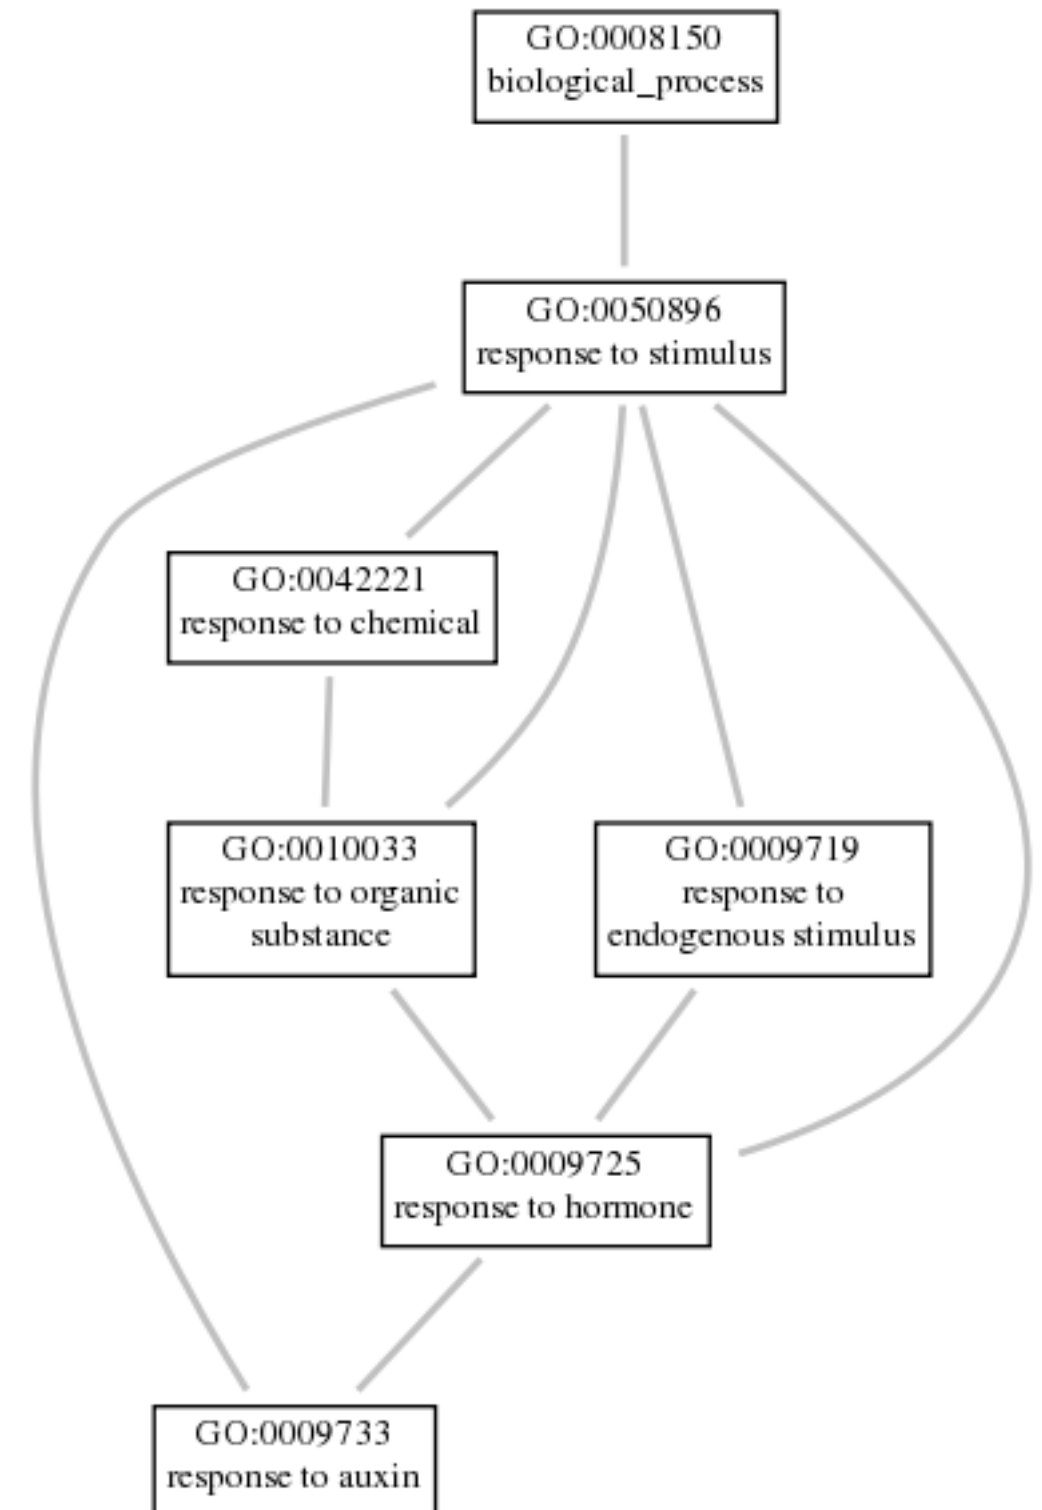 GO:0008150
biological_process
GO:0050896
response to stimulus
GO:0042221
response to chemical
GO:0010033
response to organic
substance
GO:0009719
response to
endogenous stimulus
GO:0009725
response to hormone
GO:0009733
response to auxin